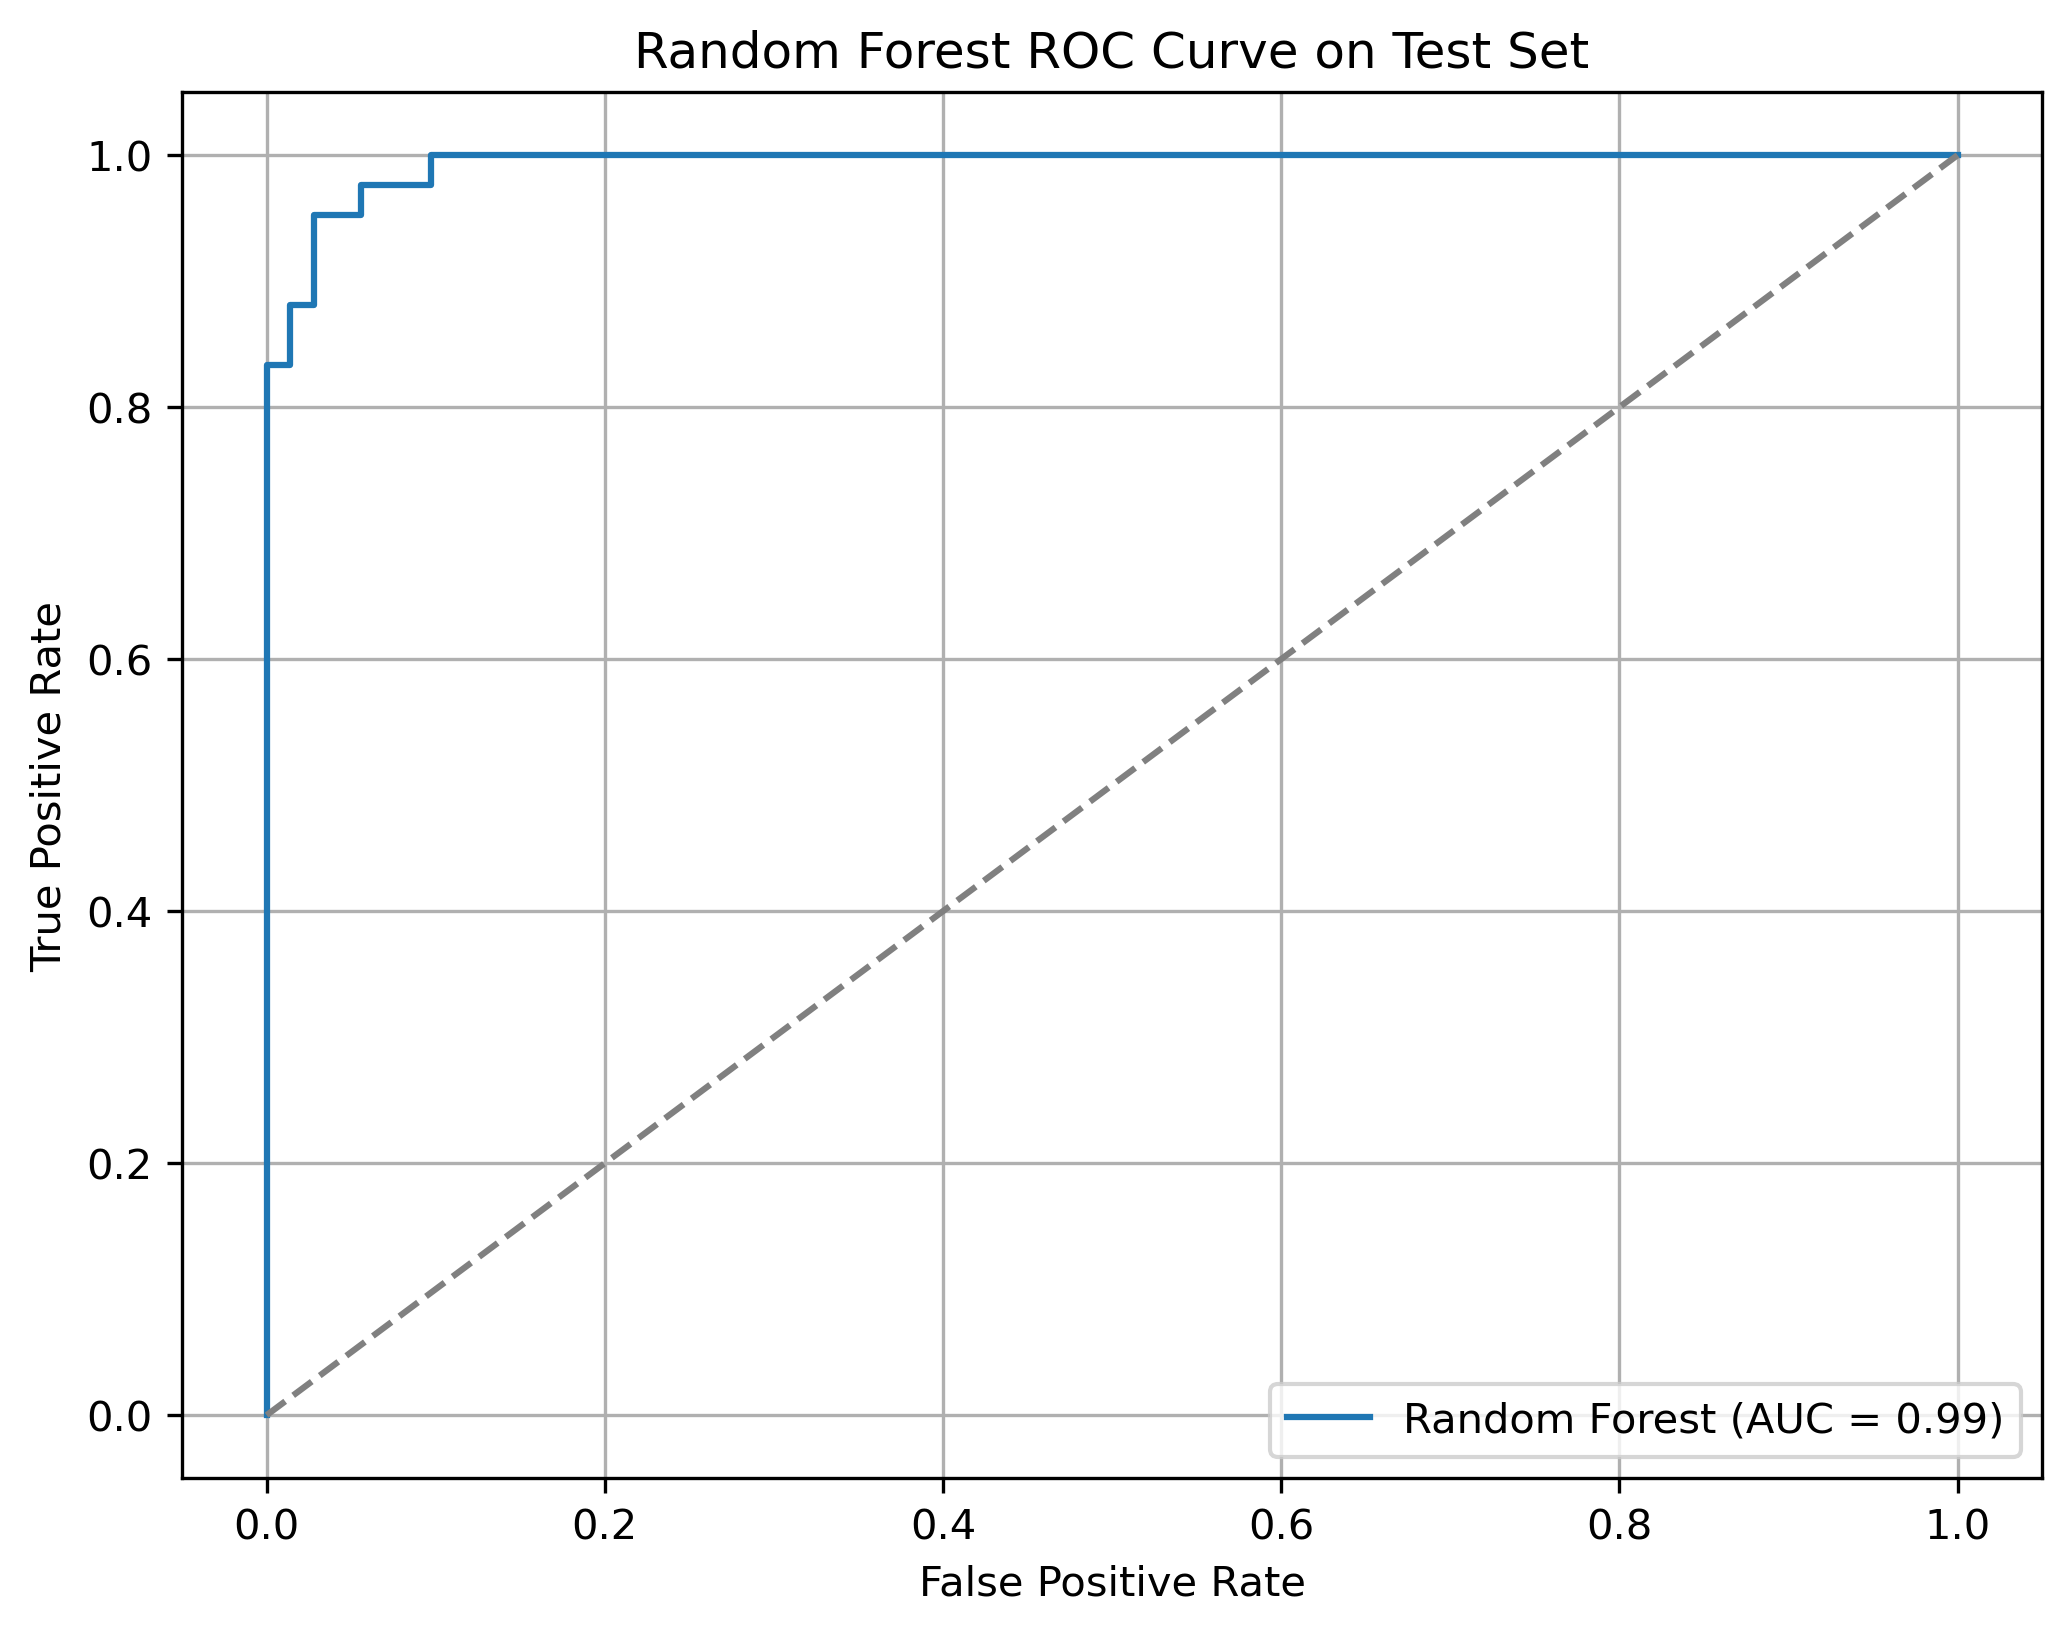 Random Forest ROC Curve on Test Set
True Positive Rate
1.0
0.8
0.6
0.4
0.2
0.0
Random Forest (AUC = 0.99)
0.0 0.2 0.4 0.6 0.8 1.0
False Positive Rate